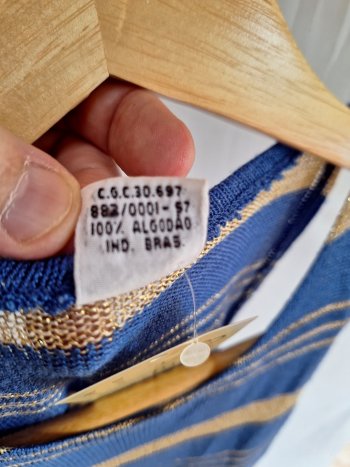 C.G.C.30.697
882/0001-57
100% ALGODÃO
IND. BRAS.